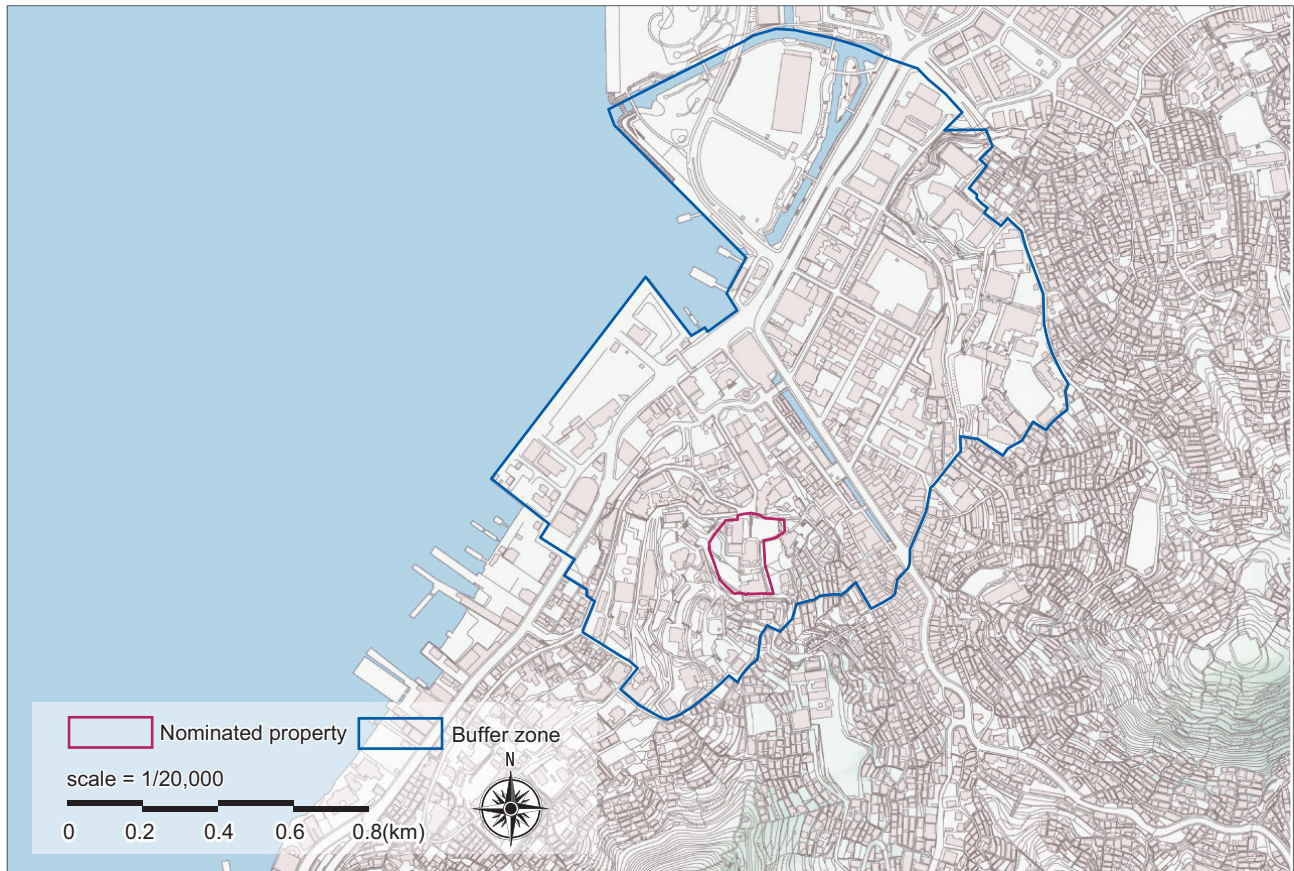 Nominated property
Buffer zone
scale = 1/20,000
N
0 0.2 0.4 0.6 0.8(km)